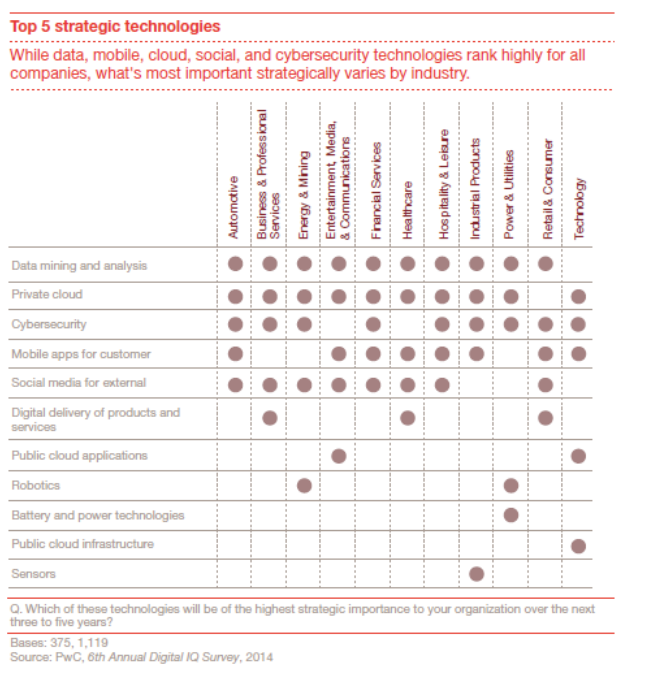 Top 5 strategic technologies
While data, mobile, cloud, social, and cybersecurity technologies rank highly for all
companies, what's most important strategically varies by industry.
Automotive
Business & Professional
Services
Energy & Mining
Entertainment, Media,
& Communications
Financial Services
Healthcare
Hospitality & Leisure
Industrial Products
Power & Utilities
Retail & Consumer
Technology
Data mining and analysis
Private cloud
Cybersecurity
Mobile apps for customer
Social media for external
Digital delivery of products and
services
Public cloud applications
Robotics
Battery and power technologies
Public cloud infrastructure
Sensors
Q. Which of these technologies will be of the highest strategic importance to your organization over the next
three to five years?
Bases: 375, 1,119
Source: PwC, 6th Annual Digital IQ Survey, 2014